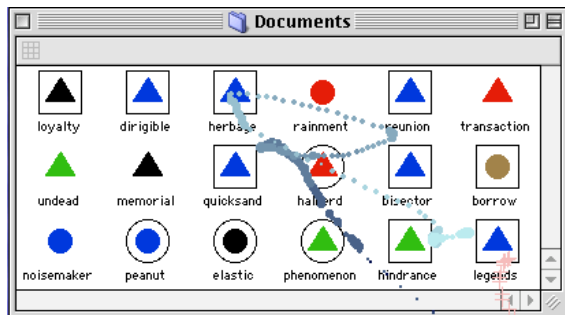 Documents
loyalty dirigible herbage rainment reunion transaction
undead memorial quicksand halberd bisector borrow
noisemaker peanut elastic phenomenon hindrance legends